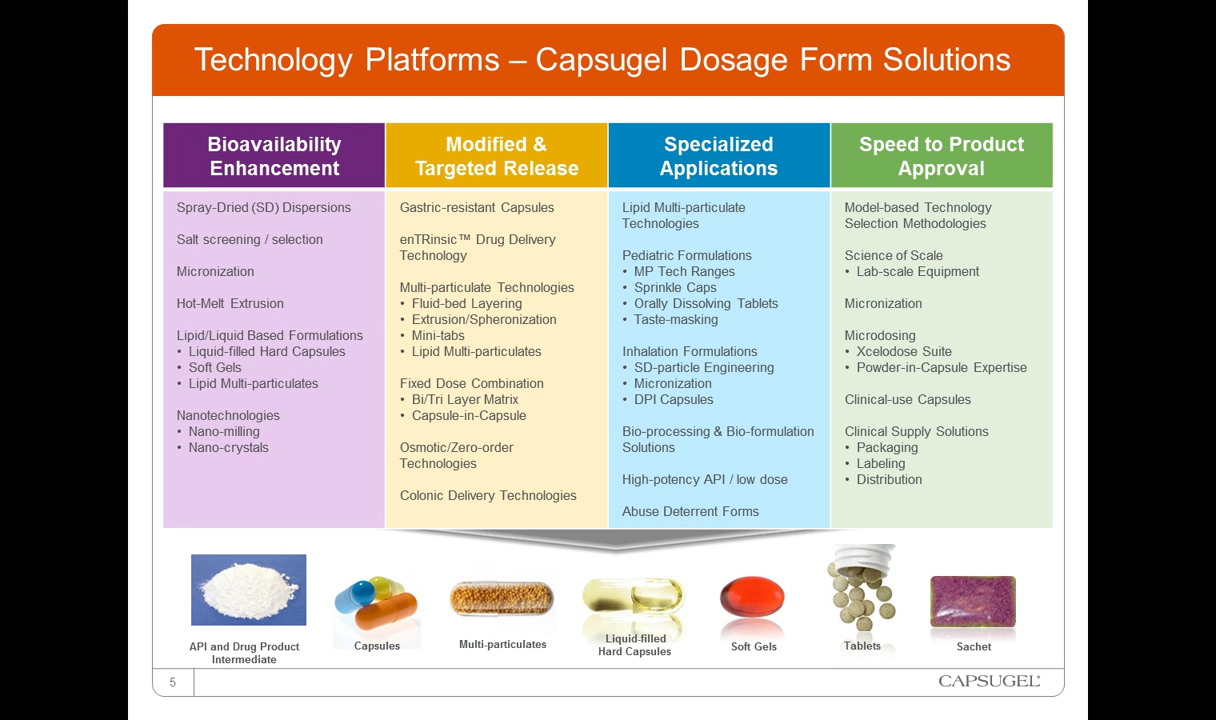 Technology Platforms – Capsugel Dosage Form Solutions
Bioavailability
Enhancement
Spray-Dried (SD) Dispersions
Salt screening / selection
Micronization
Hot-Melt Extrusion
Lipid/Liquid Based Formulations
• Liquid-filled Hard Capsules
• Soft Gels
• Lipid Multi-particulates
Nanotechnologies
• Nano-milling
• Nano-crystals
Modified &
Targeted Release
Gastric-resistant Capsules
enTRinsic™ Drug Delivery
Technology
Multi-particulate Technologies
• Fluid-bed Layering
• Extrusion/Spheronization
• Mini-tabs
• Lipid Multi-particulates
Fixed Dose Combination
• Bi/Tri Layer Matrix
• Capsule-in-Capsule
Osmotic/Zero-order
Technologies
Colonic Delivery Technologies
Specialized
Applications
Lipid Multi-particulate
Technologies
Pediatric Formulations
• MP Tech Ranges
• Sprinkle Caps
• Orally Dissolving Tablets
• Taste-masking
Inhalation Formulations
• SD-particle Engineering
• Micronization
• DPI Capsules
Bio-processing & Bio-formulation
Solutions
High-potency API / low dose
Abuse Deterrent Forms
Speed to Product
Approval
Model-based Technology
Selection Methodologies
Science of Scale
• Lab-scale Equipment
Micronization
Microdosing
• Xcelodose Suite
• Powder-in-Capsule Expertise
Clinical-use Capsules
Clinical Supply Solutions
• Packaging
• Labeling
• Distribution
API and Drug Product
Intermediate
Capsules
Multi-particulates
Liquid-filled
Hard Capsules
Soft Gels
Tablets
Sachet
5
CAPSUGEL®